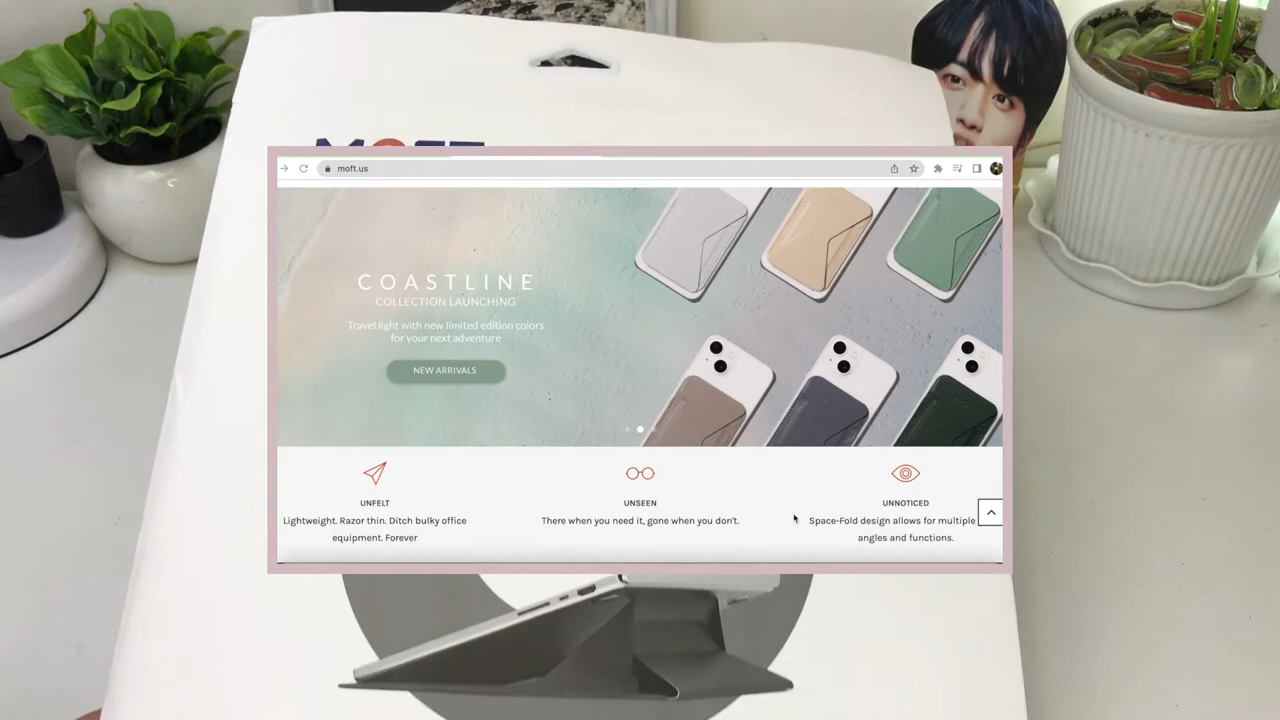 moft.us
COASTLINE
COLLECTION LAUNCHING
Travel light with new limited edition colors
for your next adventure
NEW ARRIVALS
UNFELT
Lightweight. Razor thin. Ditch bulky office
equipment. Forever
UNSEEN
There when you need it, gone when you don't.
UNNOTICED
Space-Fold design allows for multiple
angles and functions.